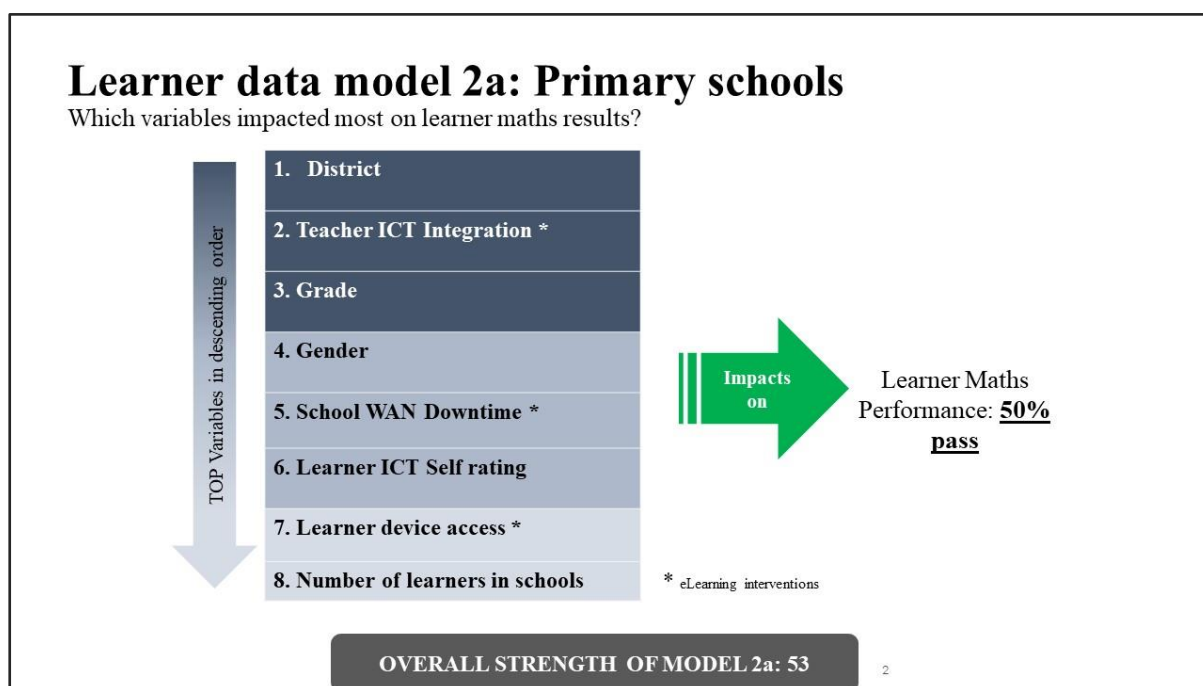 Learner data model 2a: Primary schools
Which variables impacted most on learner maths results?
TOP Variables in descending order
1. District
2. Teacher ICT Integration *
3. Grade
4. Gender
5. School WAN Downtime *
6. Learner ICT Self rating
7. Learner device access *
8. Number of learners in schools
Impacts
on
Learner Maths
Performance: 50%
pass
* eLearning interventions
OVERALL STRENGTH OF MODEL 2a: 53
2